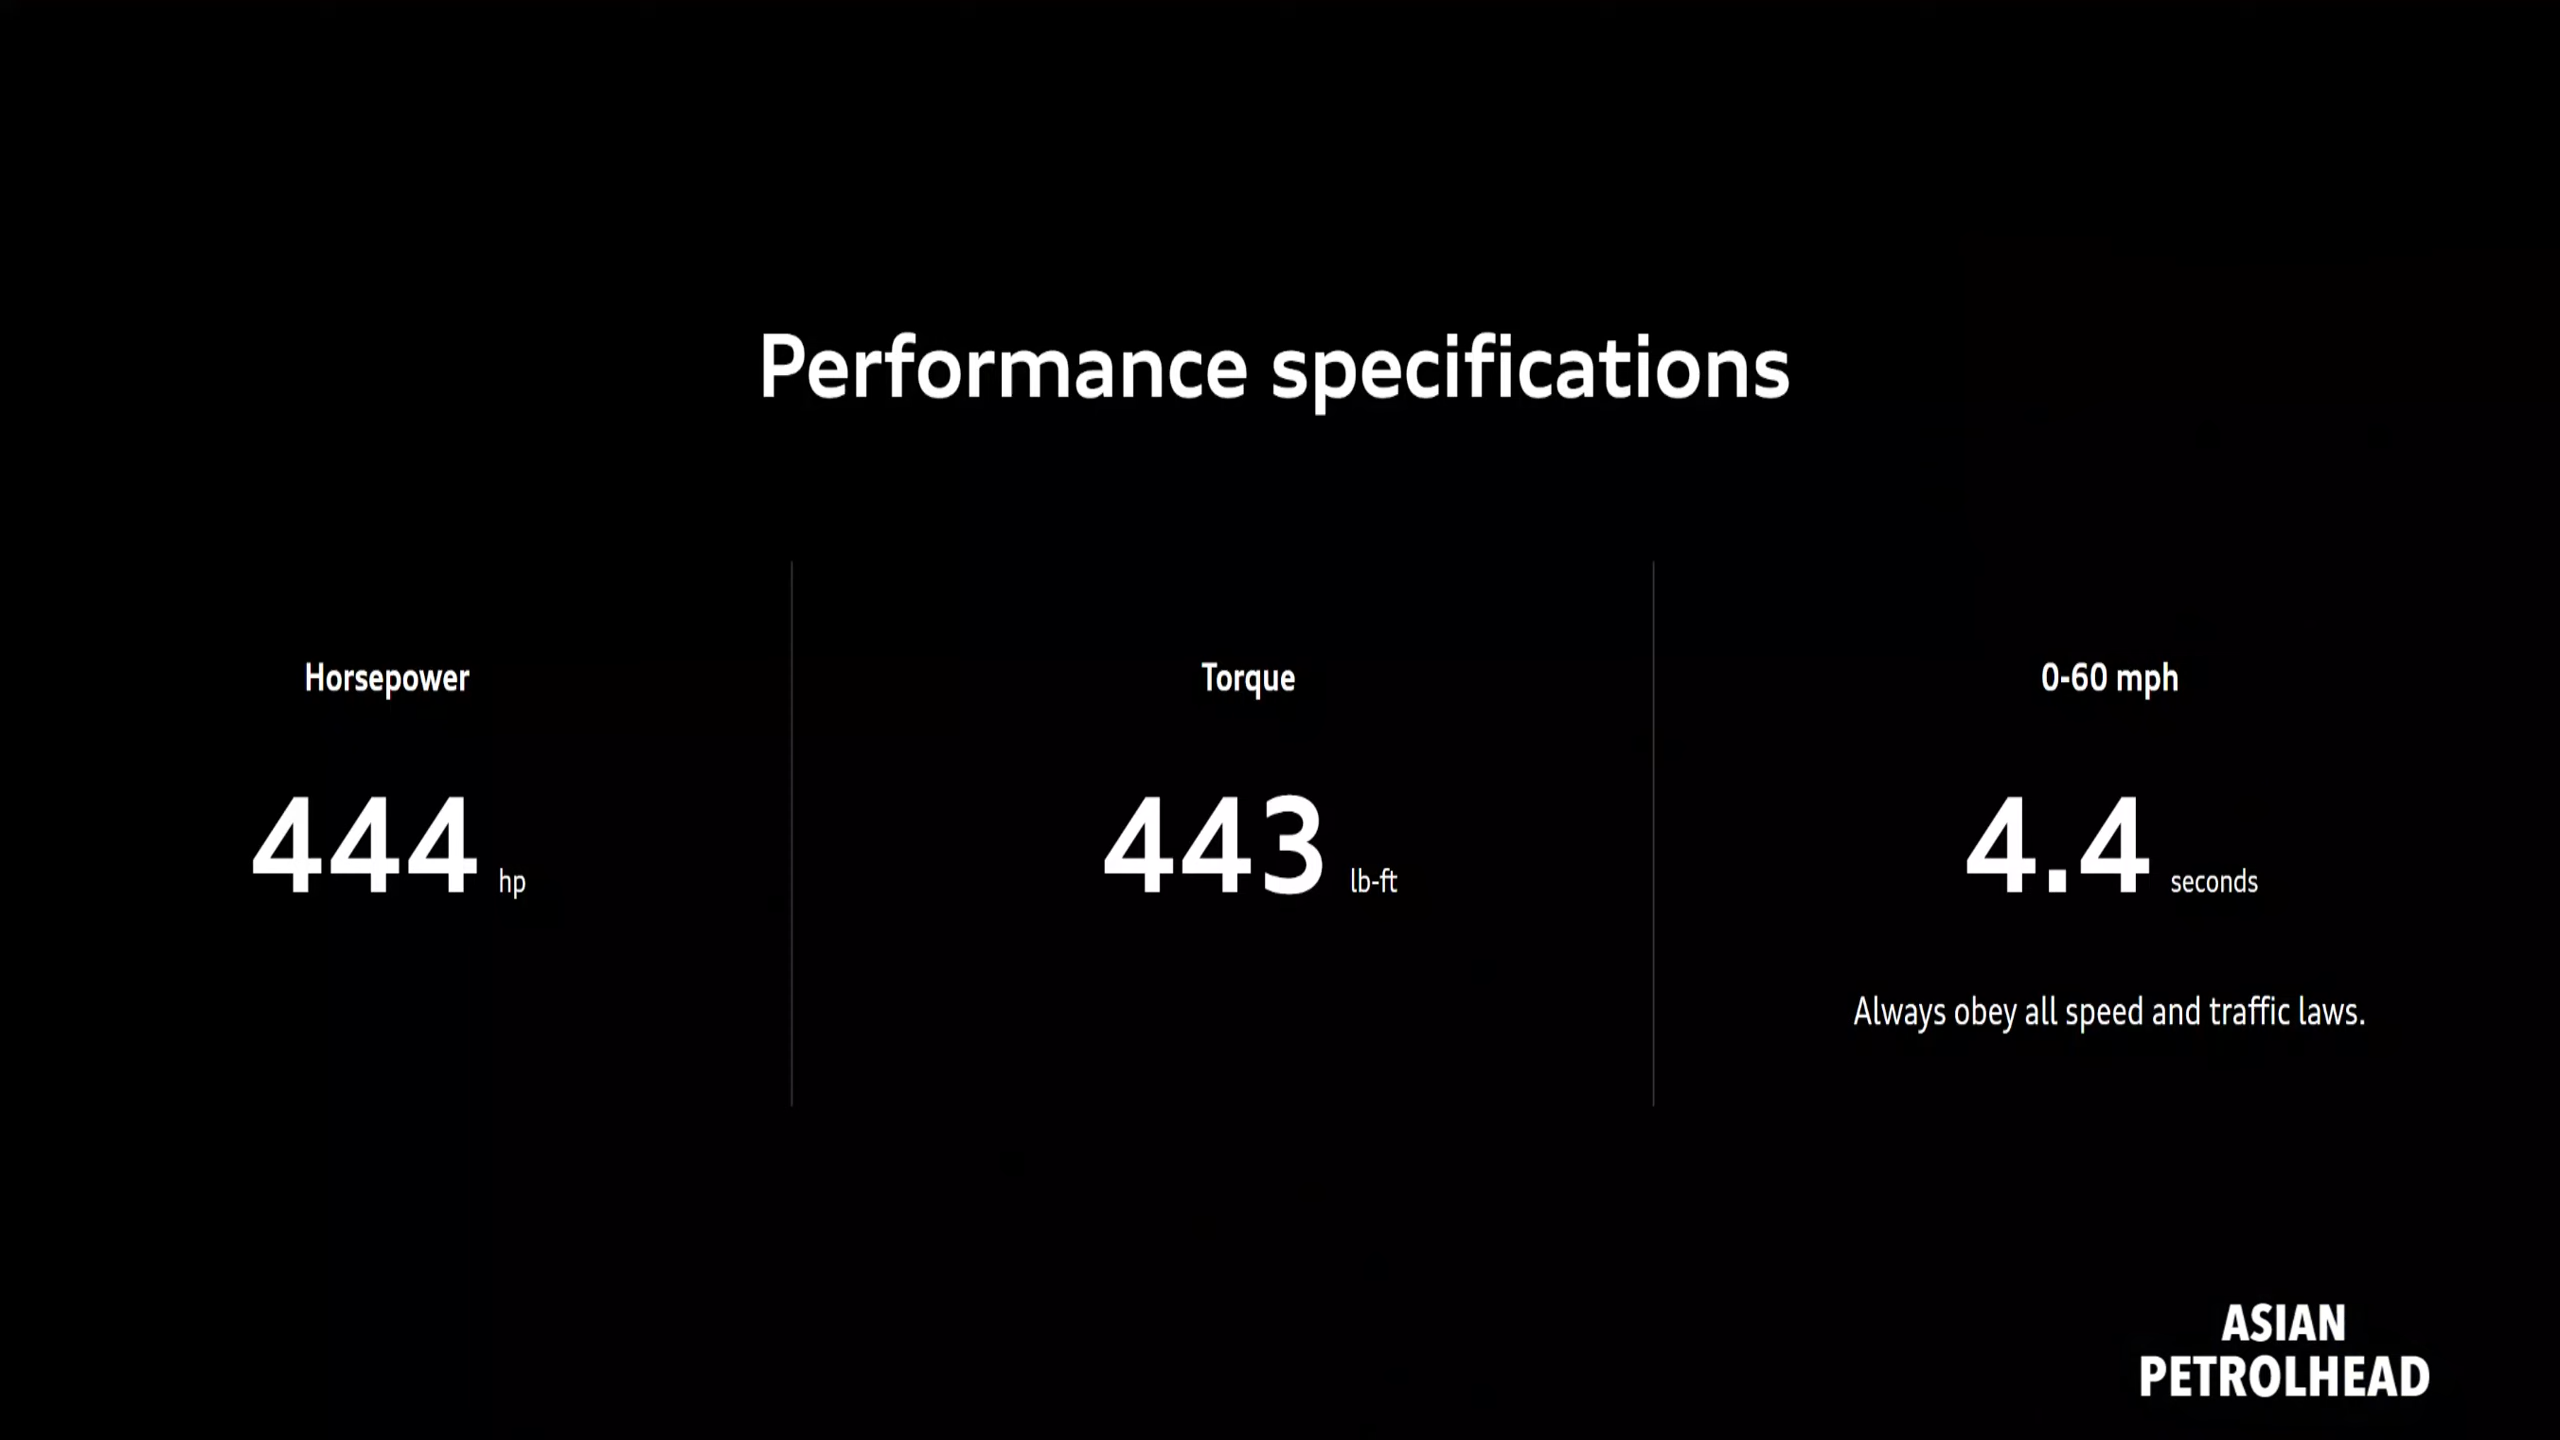 Performance specifications
Horsepower
444 hp
Torque
443 lb-ft
0-60 mph
4.4 seconds
Always obey all speed and traffic laws.
ASIAN
PETROLHEAD